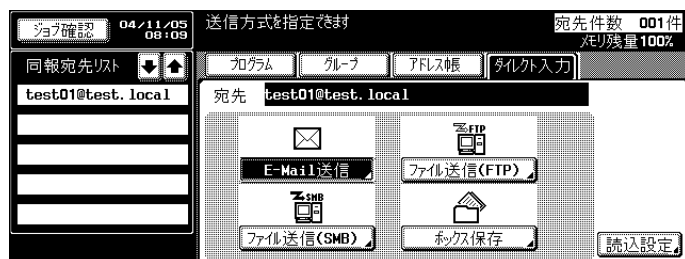 ジョブ確認 04/11/05 08:09
送信方式を指定できます
宛先件数 001件
メモリ残量100%
同報宛先リスト
プログラム グループ アドレス帳 ダイレクト入力
test01@test.local
宛先 test01@test.local
E-Mail送信
FTP
ファイル送信(FTP)
SMB
ファイル送信(SMB)
ボックス保存
読込設定